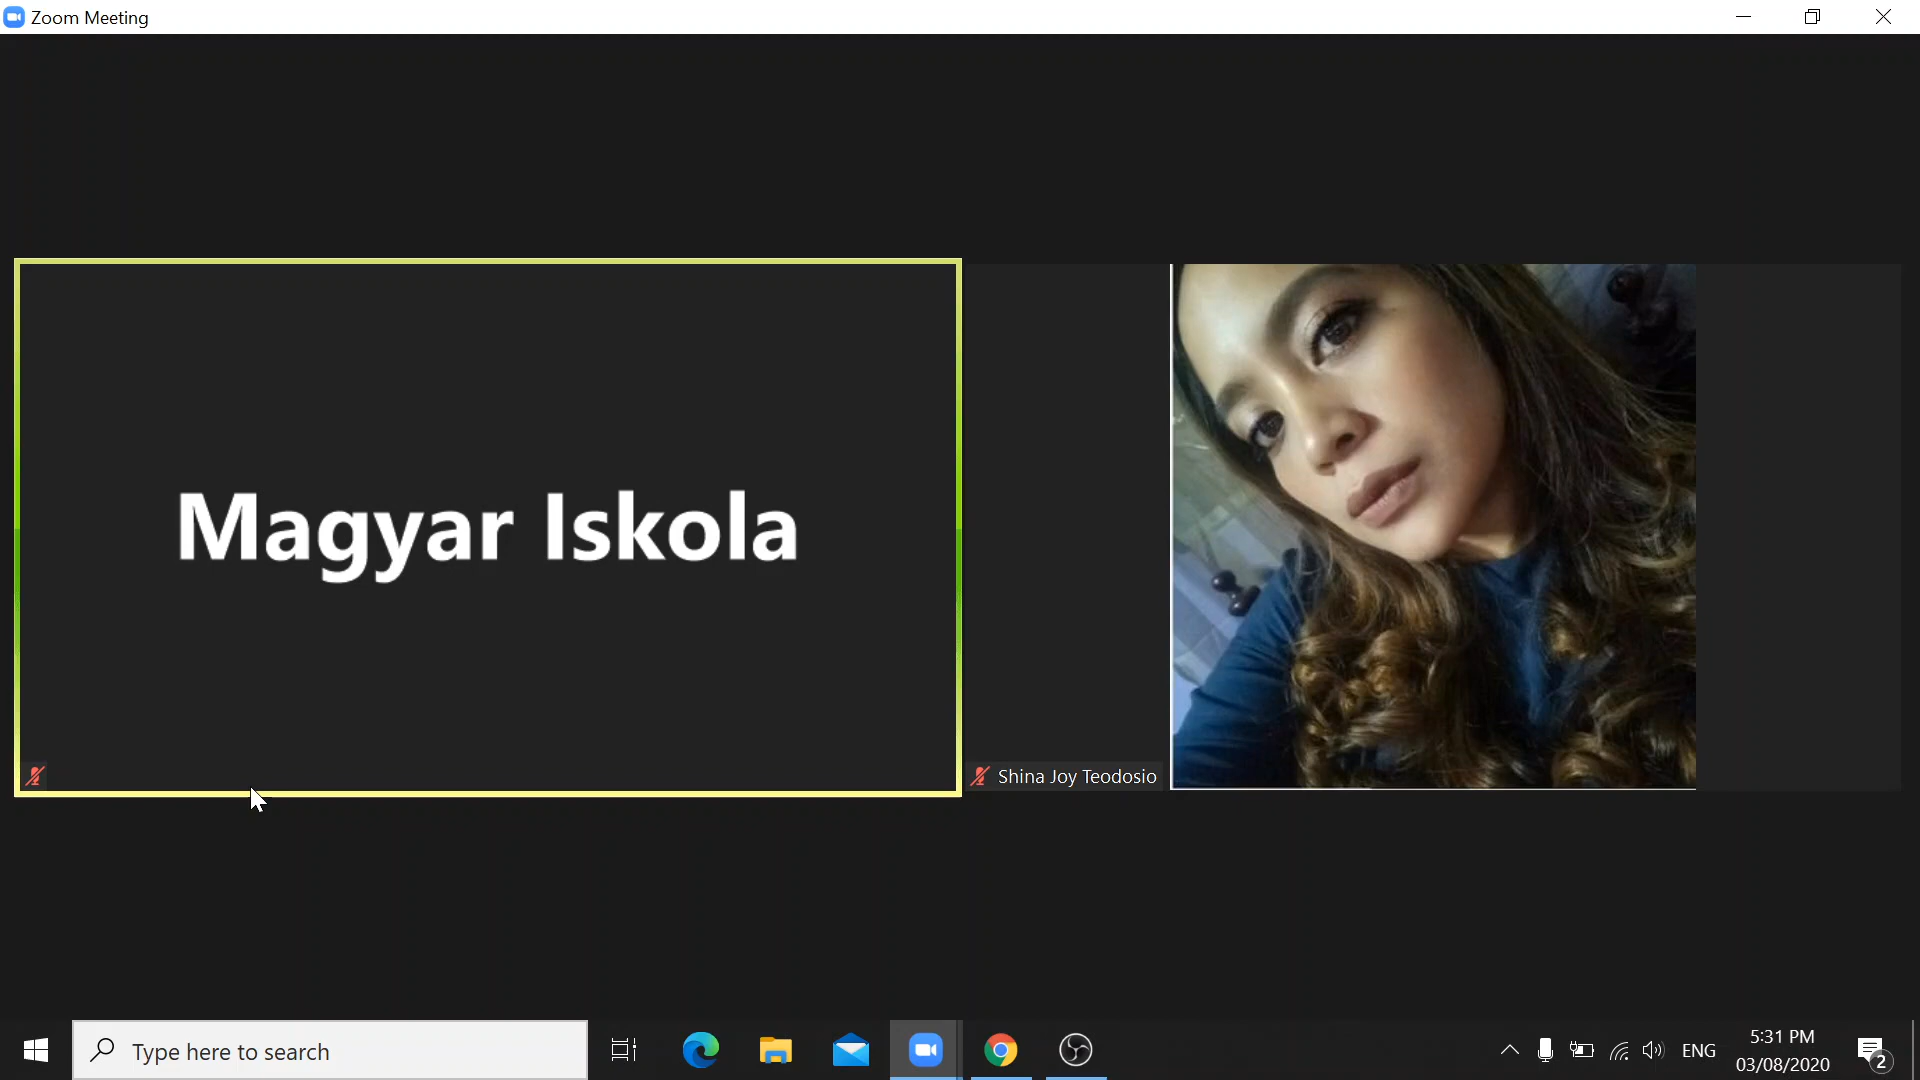 Zoom Meeting
Magyar Iskola
Shina Joy Teodosio
Type here to search
ENG
5:31 PM
03/08/2020
2